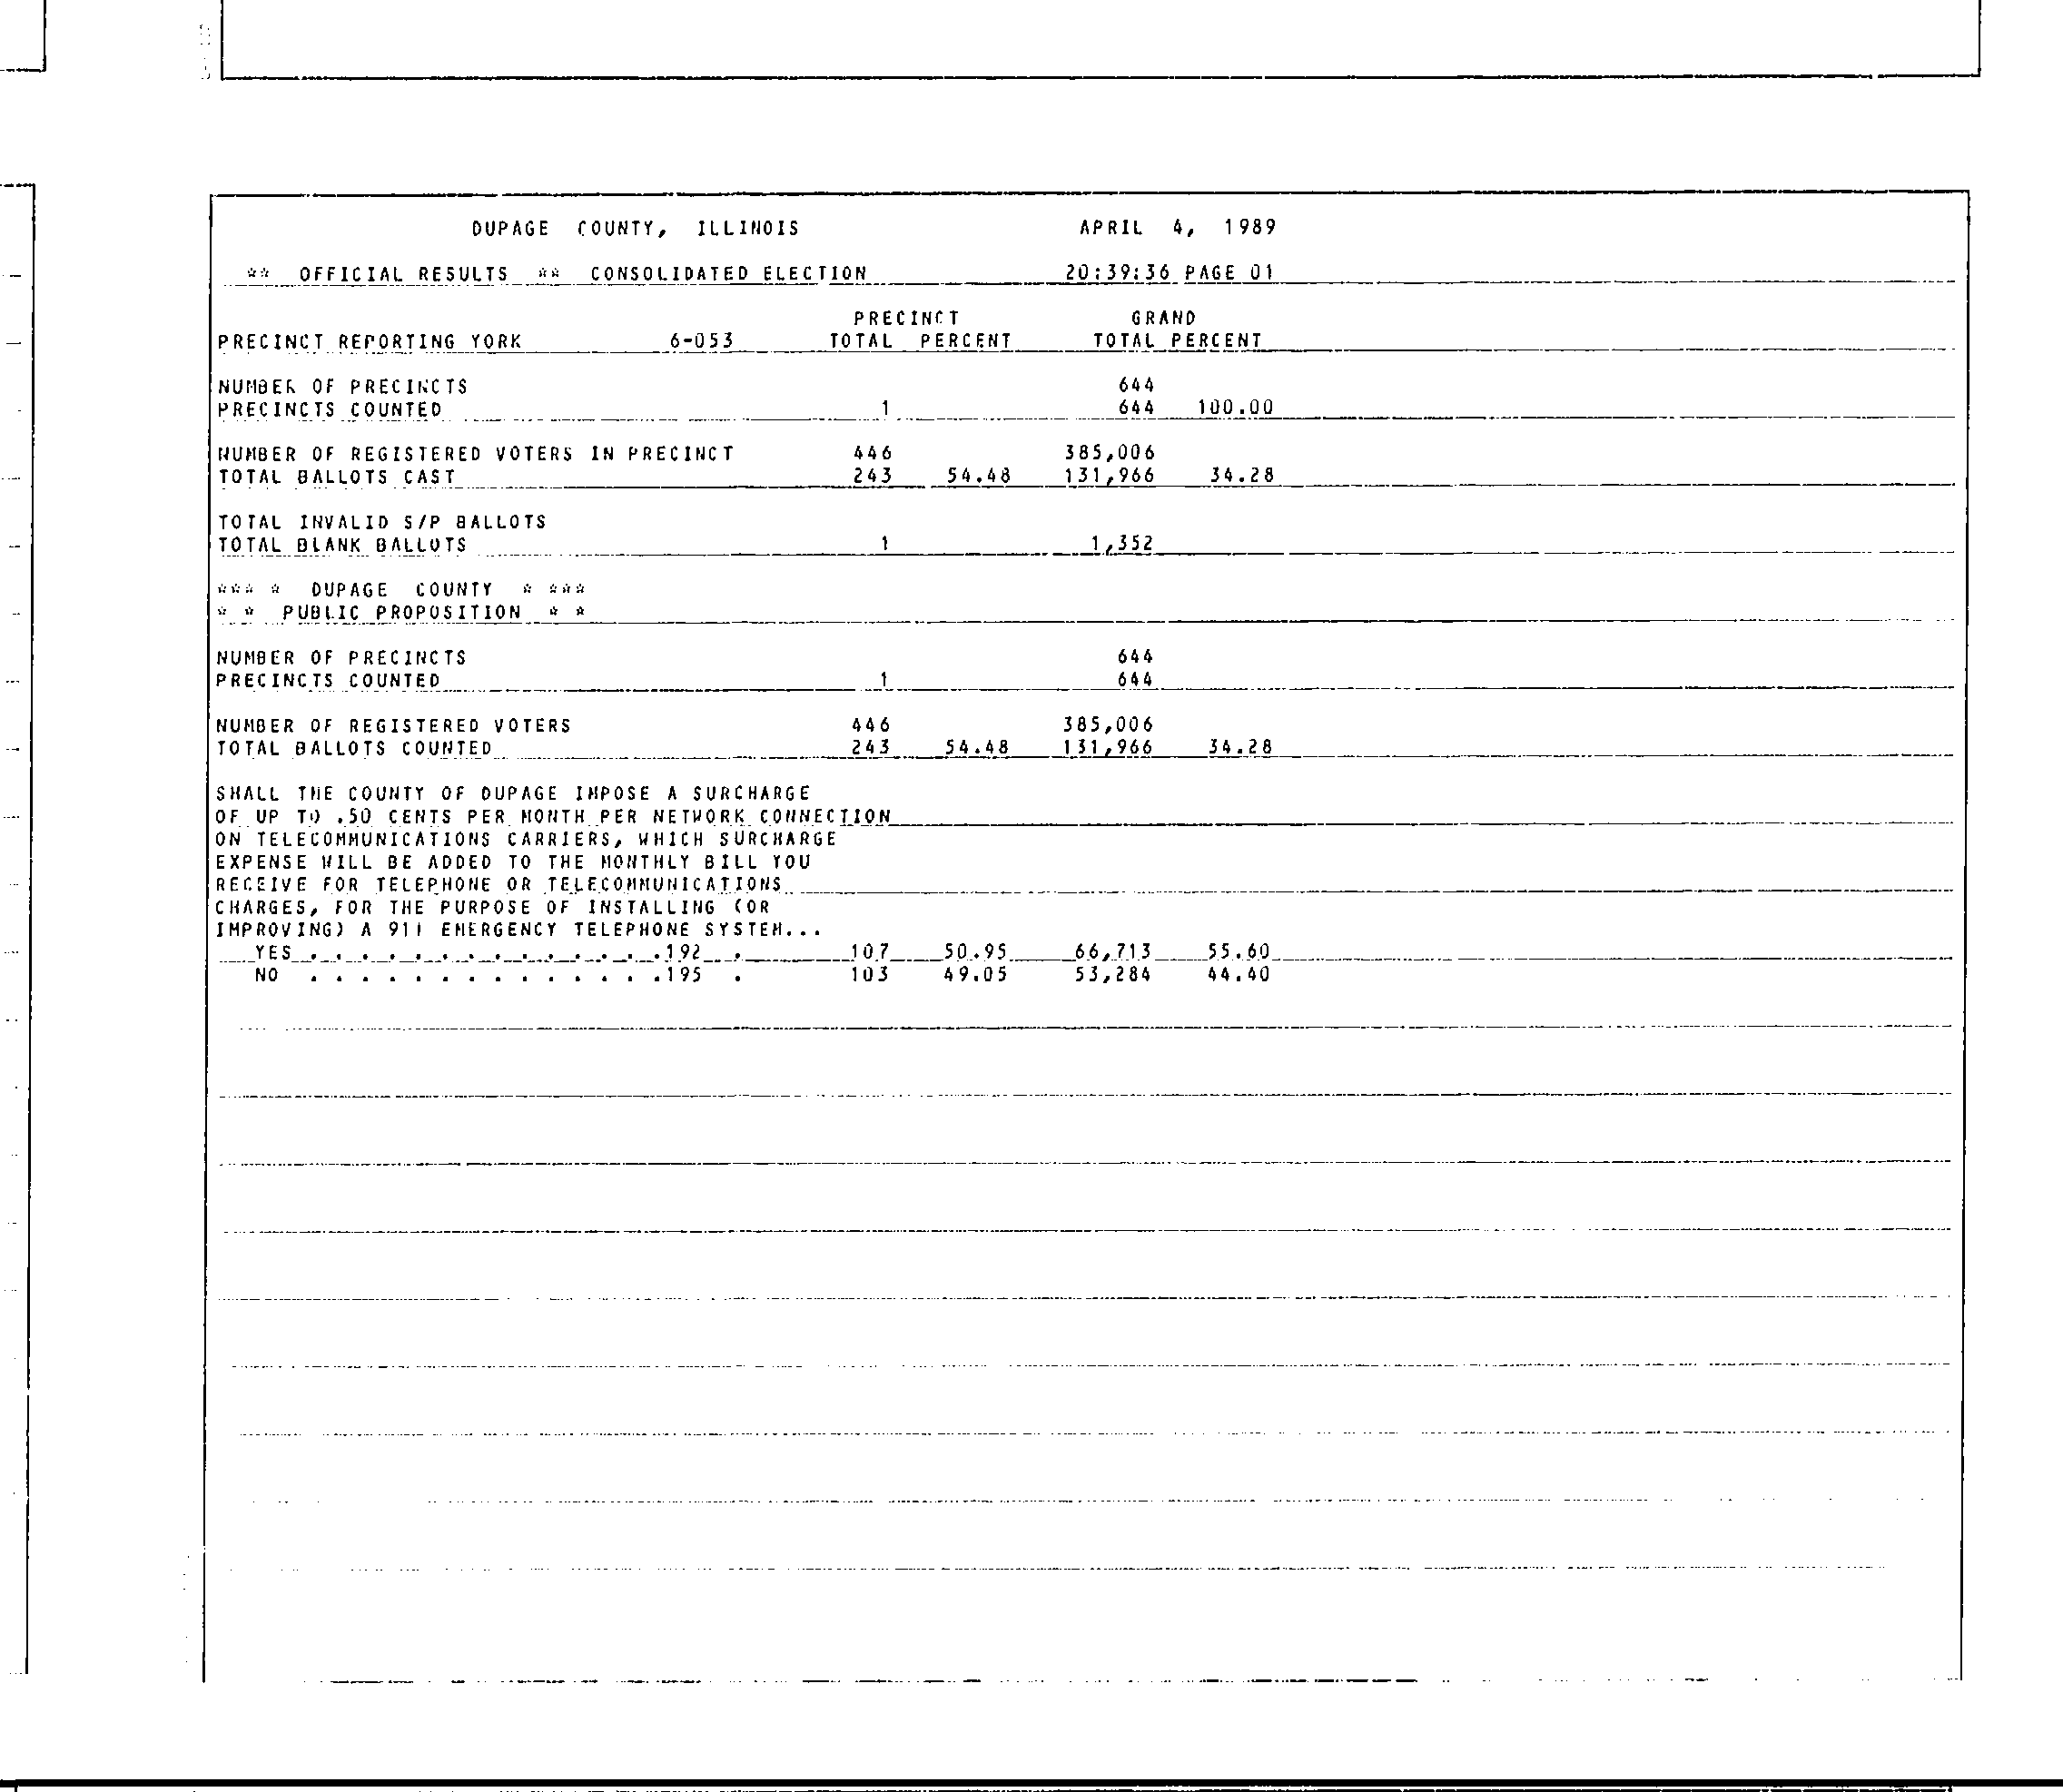 DUPAGE COUNTY, ILLINOIS APRIL 4, 1989
** OFFICIAL RESULTS ** CONSOLIDATED ELECTION 20:39:36 PAGE 01
PRECINCT GRAND
PRECINCT REPORTING YORK 6-053 TOTAL PERCENT TOTAL PERCENT
NUMBER OF PRECINCTS 644
PRECINCTS COUNTED 1 644 100.00
NUMBER OF REGISTERED VOTERS IN PRECINCT 446 385,006
TOTAL BALLOTS CAST 243 54.48 131,966 34.28
TOTAL INVALID S/P BALLOTS
TOTAL BLANK BALLOTS 1 1,352
*** * DUPAGE COUNTY * ***
* * PUBLIC PROPOSITION * *
NUMBER OF PRECINCTS 644
PRECINCTS COUNTED 1 644
NUMBER OF REGISTERED VOTERS 446 385,006
TOTAL BALLOTS COUNTED 243 54.48 131,966 34.28
SHALL THE COUNTY OF DUPAGE IMPOSE A SURCHARGE
OF UP TO .50 CENTS PER MONTH PER NETWORK CONNECTION
ON TELECOMMUNICATIONS CARRIERS, WHICH SURCHARGE
EXPENSE WILL BE ADDED TO THE MONTHLY BILL YOU
RECEIVE FOR TELEPHONE OR TELECOMMUNICATIONS
CHARGES, FOR THE PURPOSE OF INSTALLING (OR
IMPROVING) A 911 EMERGENCY TELEPHONE SYSTEM...
YES . . . . . . . . . . . . . .192 . 107 50.95 66,713 55.60
NO . . . . . . . . . . . . . .195 . 103 49.05 53,284 44.40